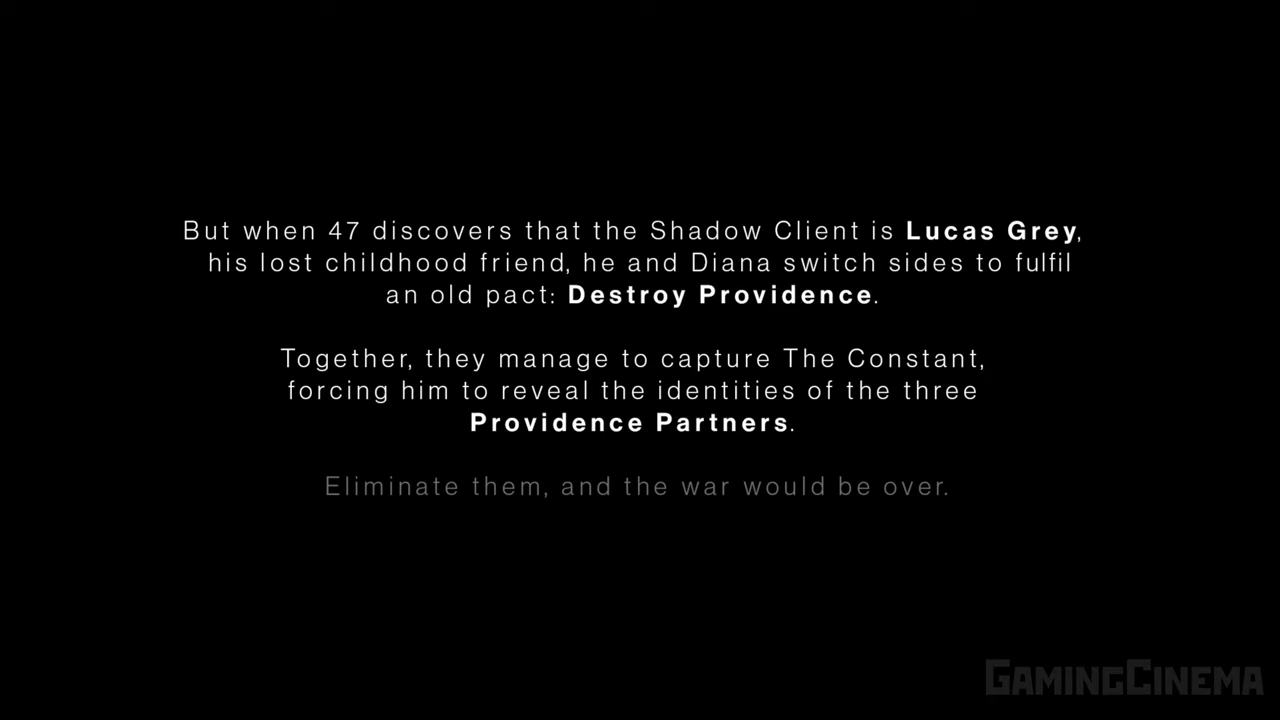 But when 47 discovers that the Shadow Client is Lucas Grey,
his lost childhood friend, he and Diana switch sides to fulfil
an old pact: Destroy Providence.
Together, they manage to capture The Constant,
forcing him to reveal the identities of the three
Providence Partners.
Eliminate them, and the war would be over.
GAMINGCINEMA